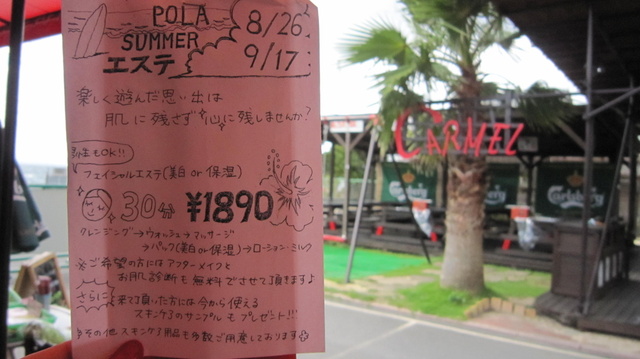 POLA
SUMMER
エステ
8/26
9/17
楽しく遊んだ思い出は
肌に残さず心に残しませんか?
フェイシャルエステ(美白or保湿)
30分 ¥1890
クレンジング→ウォッシュ→マッサージ
→パック(美白or保湿)→ローション・ミルク
※ご希望の方にはアフターメイクと
お肌診断も無料でさせて頂きます♪
さらに
来て頂いた方には今から使える
スキンケアのサンプルもプレゼント!!
その他スキンケア用品も多数ご用意しております
CARMEL
Carlsberg
Carlsberg